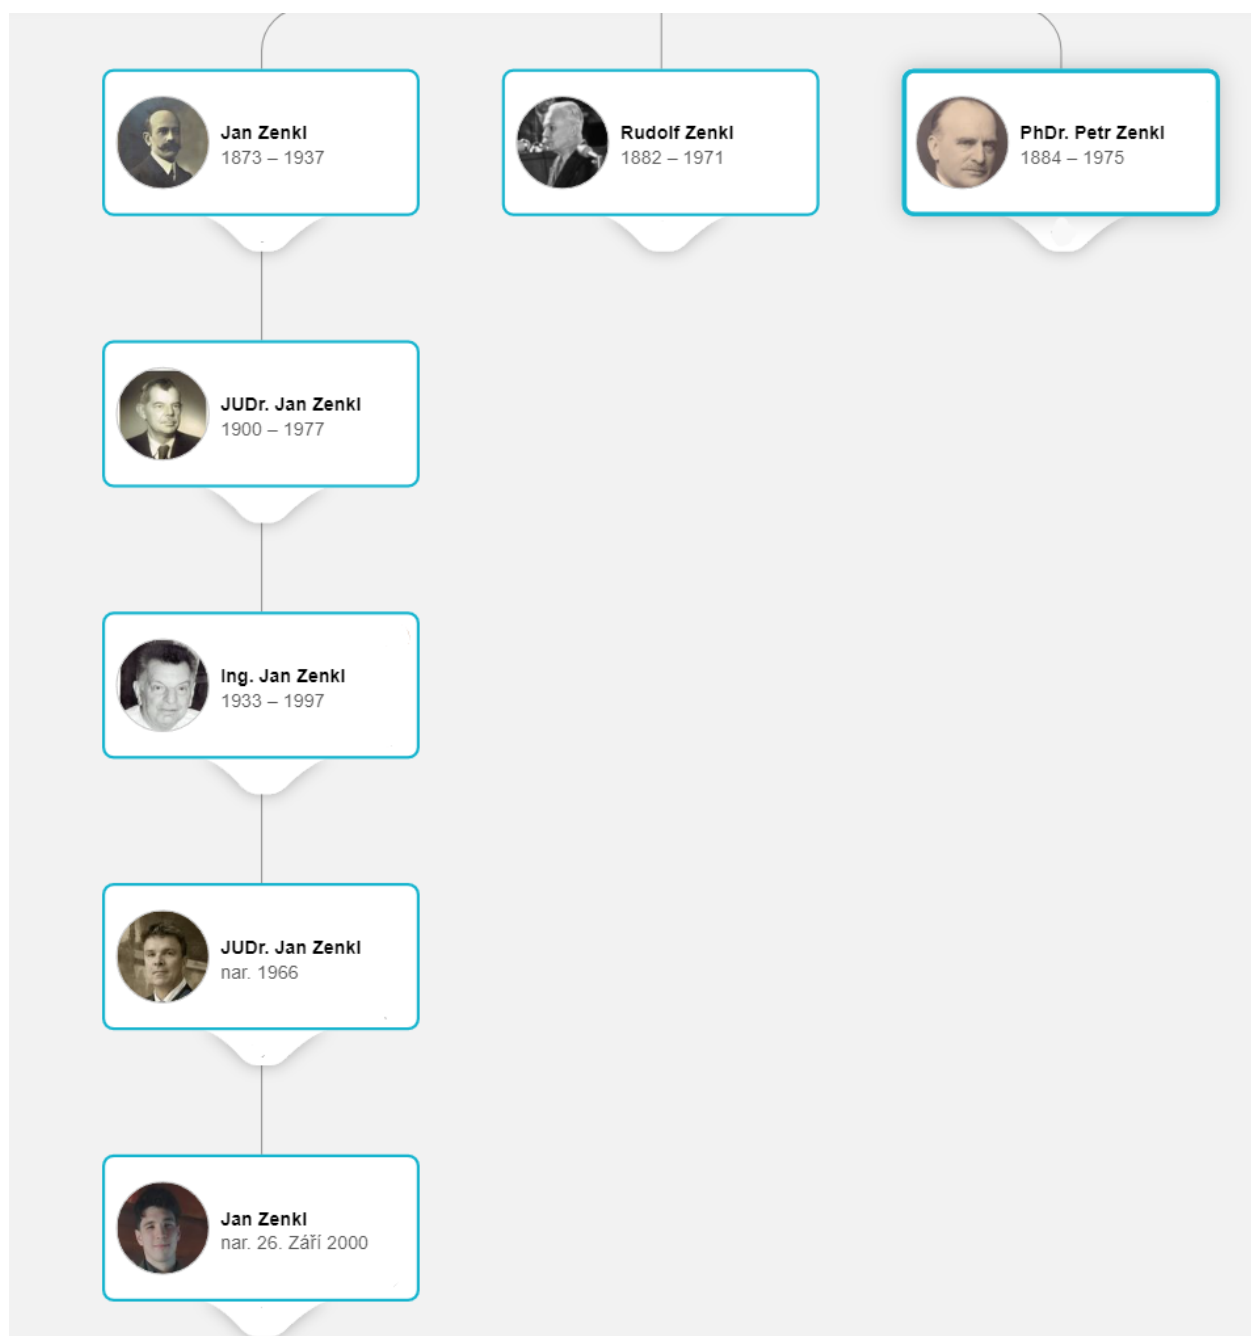 Jan Zenkl
1873 – 1937
Rudolf Zenkl
1882 – 1971
PhDr. Petr Zenkl
1884 – 1975
JUDr. Jan Zenkl
1900 – 1977
Ing. Jan Zenkl
1933 – 1997
JUDr. Jan Zenkl
nar. 1966
Jan Zenkl
nar. 26. Září 2000